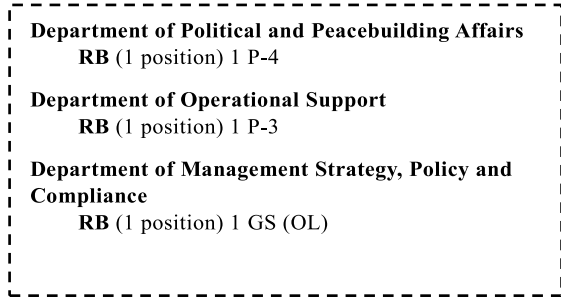 Department of Political and Peacebuilding Affairs
RB (1 position) 1 P-4
Department of Operational Support
RB (1 position) 1 P-3
Department of Management Strategy, Policy and
Compliance
RB (1 position) 1 GS (OL)